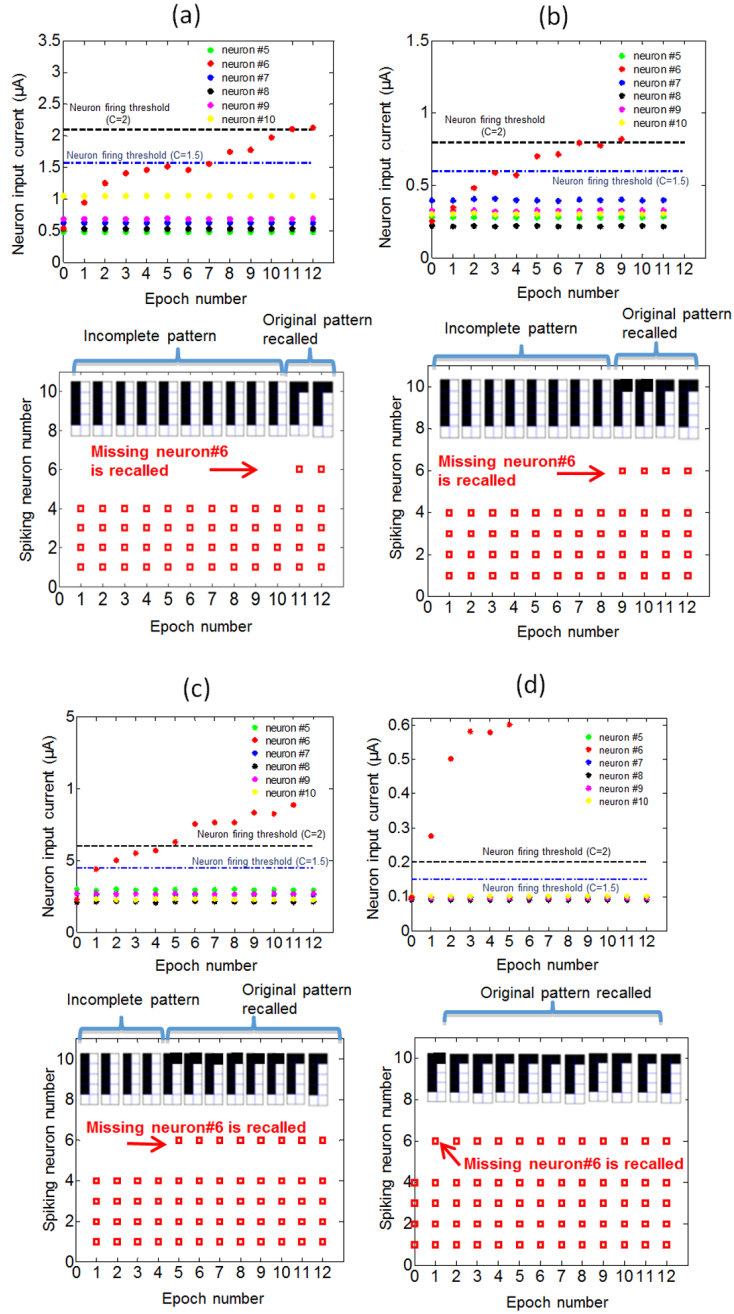 (a)
Neuron input current (µA)
3.5
3
2.5
2
1.5
1
0.5
0
neuron #5
neuron #6
neuron #7
neuron #8
neuron #9
neuron #10
Neuron firing threshold
(C=2)
Neuron firing threshold (C=1.5)
0 1 2 3 4 5 6 7 8 9 10 11 12
Epoch number
Incomplete pattern
Original pattern
recalled
Spiking neuron number
10
8
6
4
2
0
Missing neuron#6
is recalled
0 1 2 3 4 5 6 7 8 9 10 11 12
Epoch number
(b)
Neuron input current (µA)
1.5
1
0.5
0
neuron #5
neuron #6
neuron #7
neuron #8
neuron #9
neuron #10
Neuron firing threshold
(C=2)
Neuron firing threshold (C=1.5)
0 1 2 3 4 5 6 7 8 9 10 11 12
Epoch number
Incomplete pattern
Original pattern
recalled
Spiking neuron number
10
8
6
4
2
0
Missing neuron#6
is recalled
0 1 2 3 4 5 6 7 8 9 10 11 12
Epoch number
(c)
Neuron input current (µA)
5
1
5
0
neuron #5
neuron #6
neuron #7
neuron #8
neuron #9
neuron #10
Neuron firing threshold (C=2)
Neuron firing threshold (C=1.5)
0 1 2 3 4 5 6 7 8 9 10 11 12
Epoch number
Incomplete pattern
Original pattern
recalled
Spiking neuron number
10
8
6
4
2
0
Missing neuron#6 is recalled
0 1 2 3 4 5 6 7 8 9 10 11 12
Epoch number
(d)
Neuron input current (µA)
0.6
0.5
0.4
0.3
0.2
0.1
0
neuron #5
neuron #6
neuron #7
neuron #8
neuron #9
neuron #10
Neuron firing threshold (C=2)
Neuron firing threshold (C=1.5)
0 1 2 3 4 5 6 7 8 9 10 11 12
Epoch number
Original pattern recalled
Spiking neuron number
10
8
6
4
2
0
Missing neuron#6 is recalled
0 1 2 3 4 5 6 7 8 9 10 11 12
Epoch number